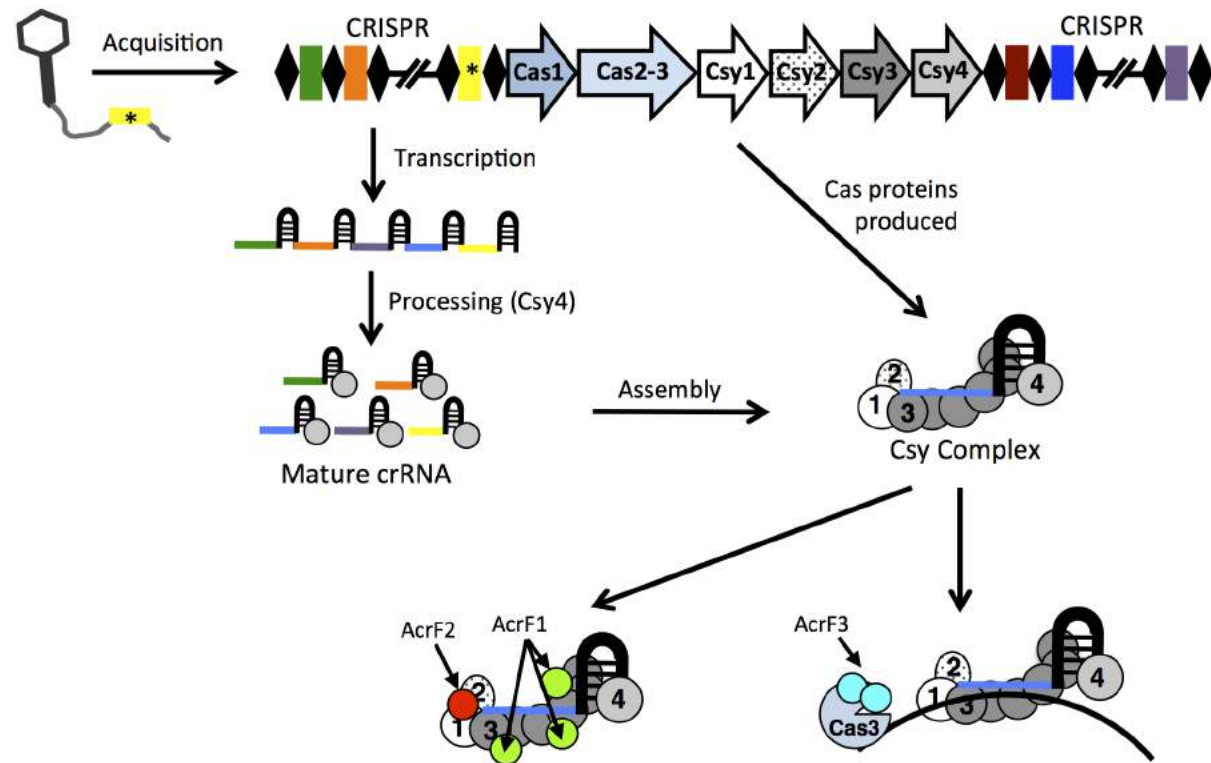 Acquisition
CRISPR
CRISPR
*
*
Cas1
Cas2-3
Csy1
Csy2
Csy3
Csy4
Transcription
Cas proteins
produced
Processing (Csy4)
Assembly
Mature crRNA
2
1
3
4
Csy Complex
AcrF2
AcrF1
2
1
3
4
AcrF3
Cas3
2
1
3
4